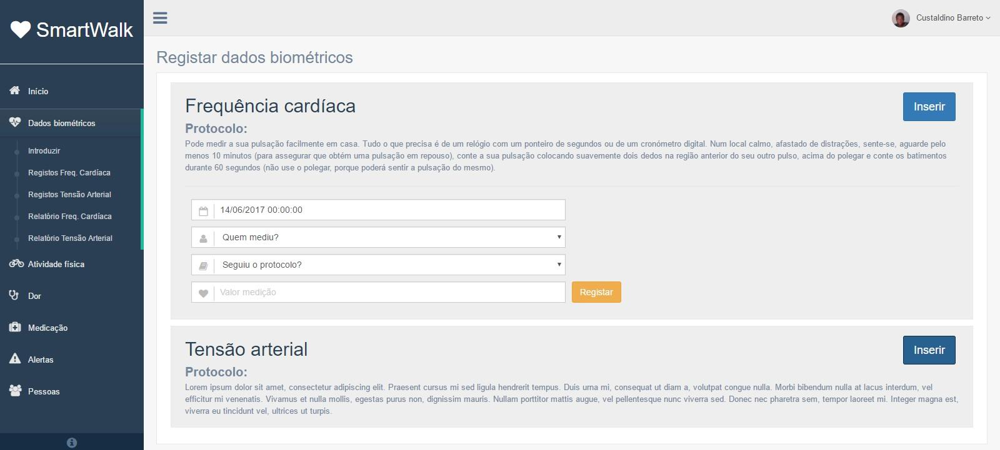 SmartWalk
Custaldino Barreto
Início
Dados biométricos
Introduzir
Registos Freq. Cardíaca
Registos Tensão Arterial
Relatório Freq. Cardíaca
Relatório Tensão Arterial
Atividade física
Dor
Medicação
Alertas
Pessoas
Registar dados biométricos
Frequência cardíaca
Inserir
Protocolo:
Pode medir a sua pulsação facilmente em casa. Tudo o que precisa é de um relógio com um ponteiro de segundos ou de um cronómetro digital. Num local calmo, afastado de distrações, sente-se, aguarde pelo
menos 10 minutos (para assegurar que obtém uma pulsação em repouso), conte a sua pulsação colocando suavemente dois dedos na região anterior do seu outro pulso, acima do polegar e conte os batimentos
durante 60 segundos (não use o polegar, porque poderá sentir a pulsação do mesmo).
14/06/2017 00:00:00
Quem mediu?
Seguiu o protocolo?
Valor medição
Registar
Tensão arterial
Inserir
Protocolo:
Lorem ipsum dolor sit amet, consectetur adipiscing elit. Praesent cursus mi sed ligula hendrerit tempus. Duis urna mi, consequat ut diam a, volutpat congue nulla. Morbi bibendum nulla at lacus interdum, vel
efficitur mi venenatis. Vivamus et nulla mollis, egestas purus non, dignissim mauris. Nullam porttitor mattis augue, vel pellentesque nunc viverra sed. Donec nec pharetra sem, tempor laoreet mi. Integer magna est,
viverra eu tincidunt vel, ultrices ut turpis.